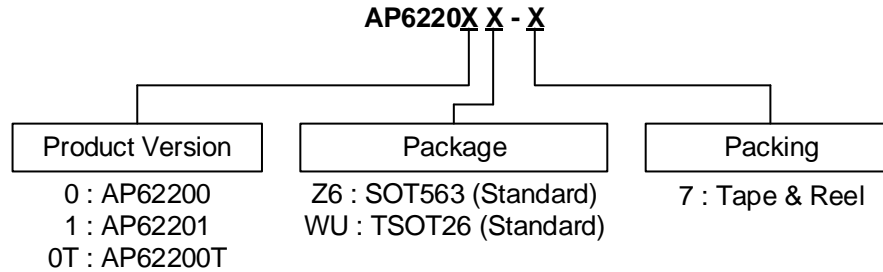 AP6220X X - X
Product Version
0 : AP62200
1 : AP62201
0T : AP62200T
Package
Z6 : SOT563 (Standard)
WU : TSOT26 (Standard)
Packing
7 : Tape & Reel